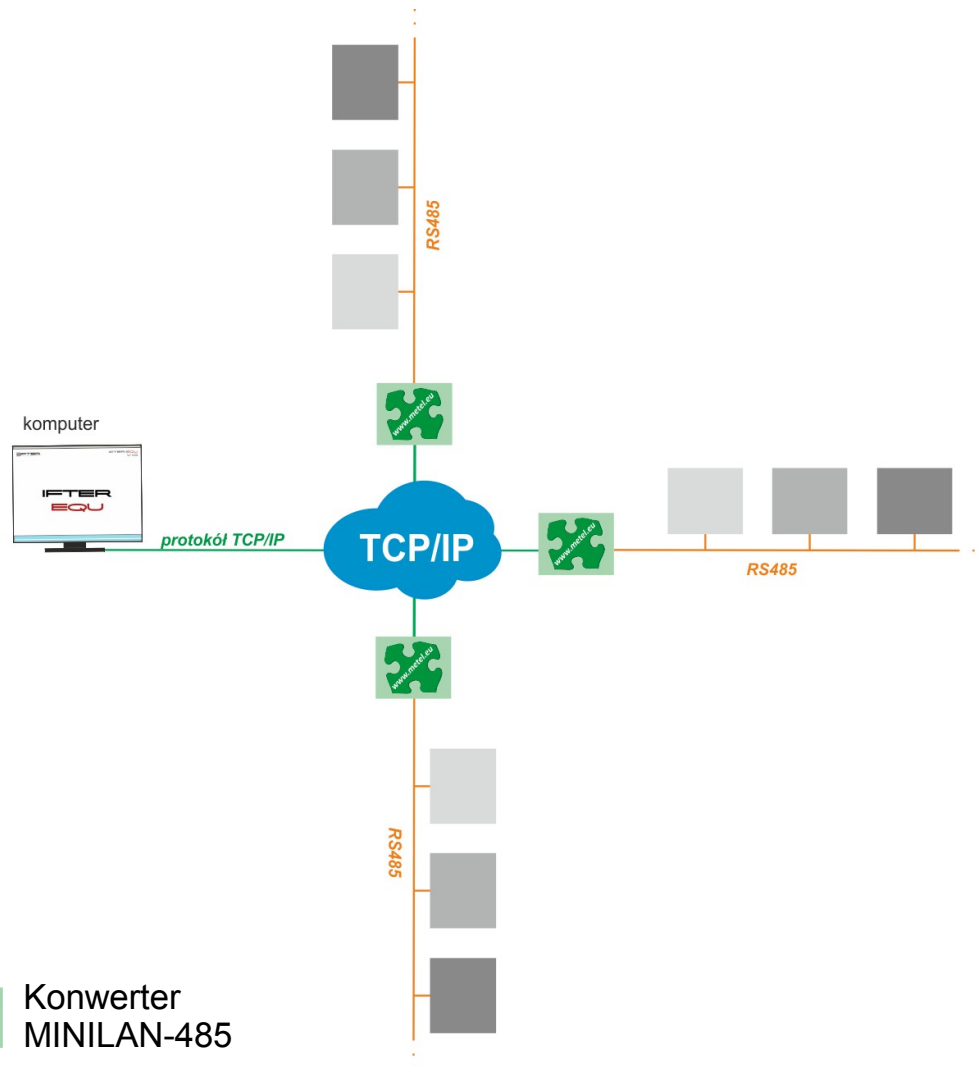 RS485
www.metel.eu
komputer
IFTER
EQU
protokół TCP/IP
TCP/IP
www.metel.eu
RS485
www.metel.eu
RS485
Konwerter
MINILAN-485